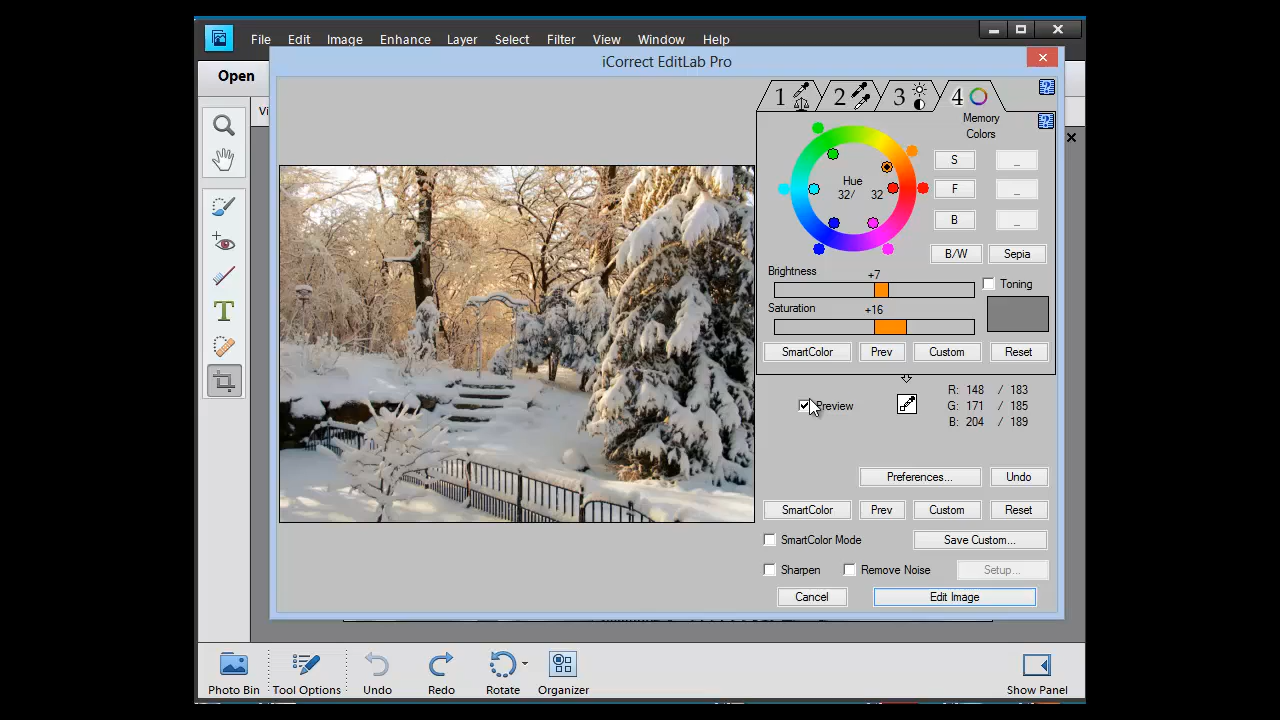 File Edit Image Enhance Layer Select Filter View Window Help
iCorrect EditLab Pro
Open
Vi
1 2 3 4
Memory
Colors
Hue
32/ 32
S _
F _
B _
B/W Sepia
Brightness +7
Toning
Saturation +16
SmartColor Prev Custom Reset
Preview
R: 148 / 183
G: 171 / 185
B: 204 / 189
Preferences... Undo
SmartColor Prev Custom Reset
SmartColor Mode Save Custom...
Sharpen Remove Noise Setup...
Cancel Edit Image
T
Photo Bin Tool Options Undo Redo Rotate Organizer Show Panel